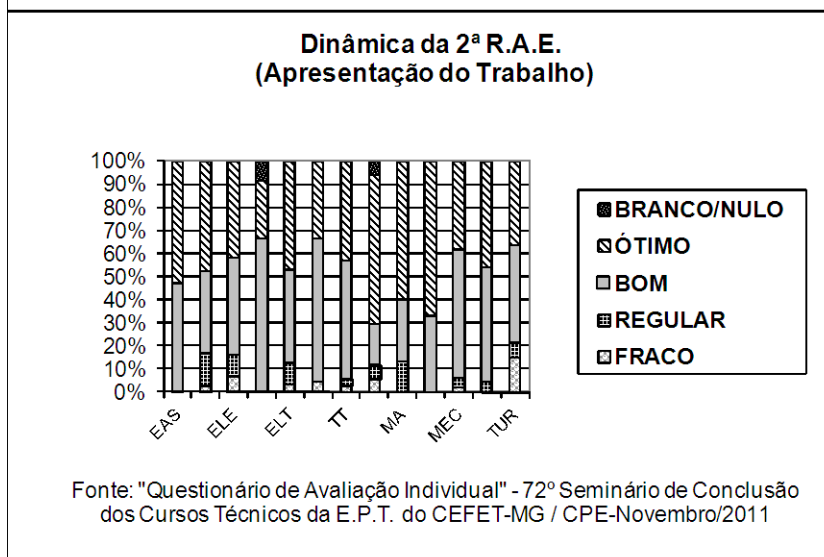 Dinâmica da 2ª R.A.E.
(Apresentação do Trabalho)
100%
90%
80%
70%
60%
50%
40%
30%
20%
10%
0%
EAS
ELE
ELT
TT
MA
MEC
TUR
BRANCO/NULO
ÓTIMO
BOM
REGULAR
FRACO
Fonte: "Questionário de Avaliação Individual" - 72º Seminário de Conclusão
dos Cursos Técnicos da E.P.T. do CEFET-MG / CPE-Novembro/2011